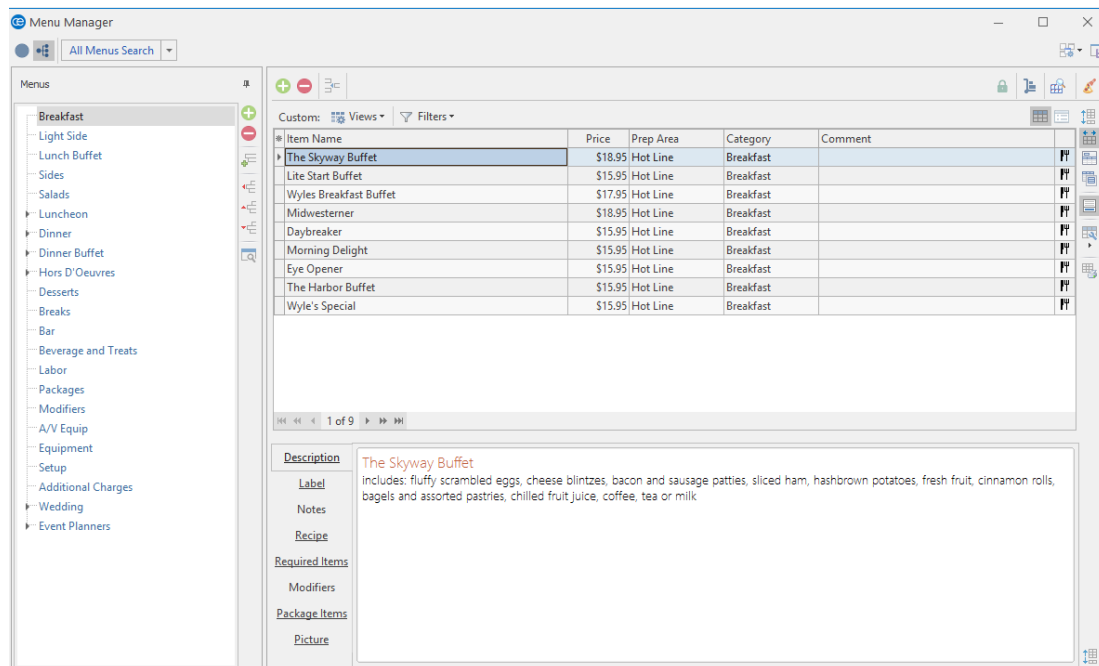 Menu Manager
All Menus Search
Menus
Breakfast
Light Side
Lunch Buffet
Sides
Salads
Luncheon
Dinner
Dinner Buffet
Hors D'Oeuvres
Desserts
Breaks
Bar
Beverage and Treats
Labor
Packages
Modifiers
A/V Equip
Equipment
Setup
Additional Charges
Wedding
Event Planners
Custom: Views Filters
Item Name Price Prep Area Category Comment
The Skyway Buffet $18.95 Hot Line Breakfast
Lite Start Buffet $15.95 Hot Line Breakfast
Wyles Breakfast Buffet $17.95 Hot Line Breakfast
Midwesterner $18.95 Hot Line Breakfast
Daybreaker $15.95 Hot Line Breakfast
Morning Delight $15.95 Hot Line Breakfast
Eye Opener $15.95 Hot Line Breakfast
The Harbor Buffet $15.95 Hot Line Breakfast
Wyle's Special $15.95 Hot Line Breakfast
1 of 9
Description
Label
Notes
Recipe
Required Items
Modifiers
Package Items
Picture
The Skyway Buffet
includes: fluffy scrambled eggs, cheese blintzes, bacon and sausage patties, sliced ham, hashbrown potatoes, fresh fruit, cinnamon rolls,
bagels and assorted pastries, chilled fruit juice, coffee, tea or milk